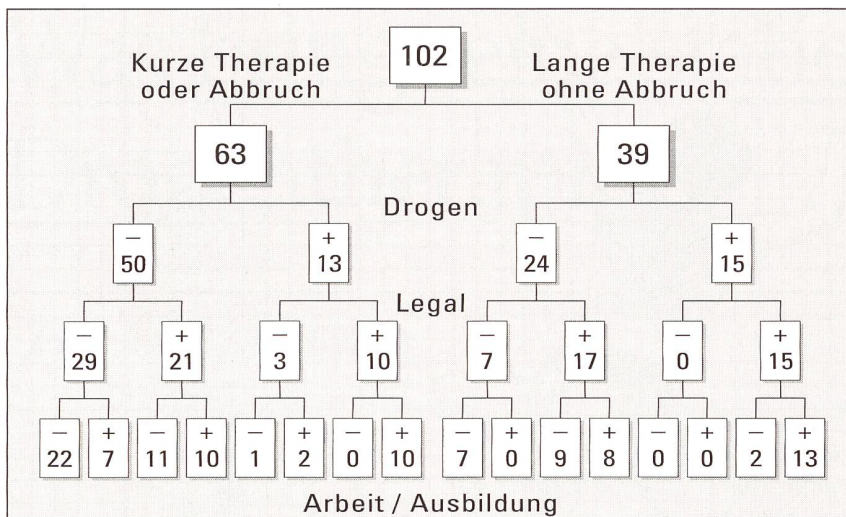 102
Kurze Therapie
oder Abbruch
Lange Therapie
ohne Abbruch
63 39
Drogen
− + − +
50 13 24 15
Legal
− + − + − + − +
29 21 3 10 7 17 0 15
− + − + − + − + − + − + − + − +
22 7 11 10 1 2 0 10 7 0 9 8 0 0 2 13
Arbeit / Ausbildung